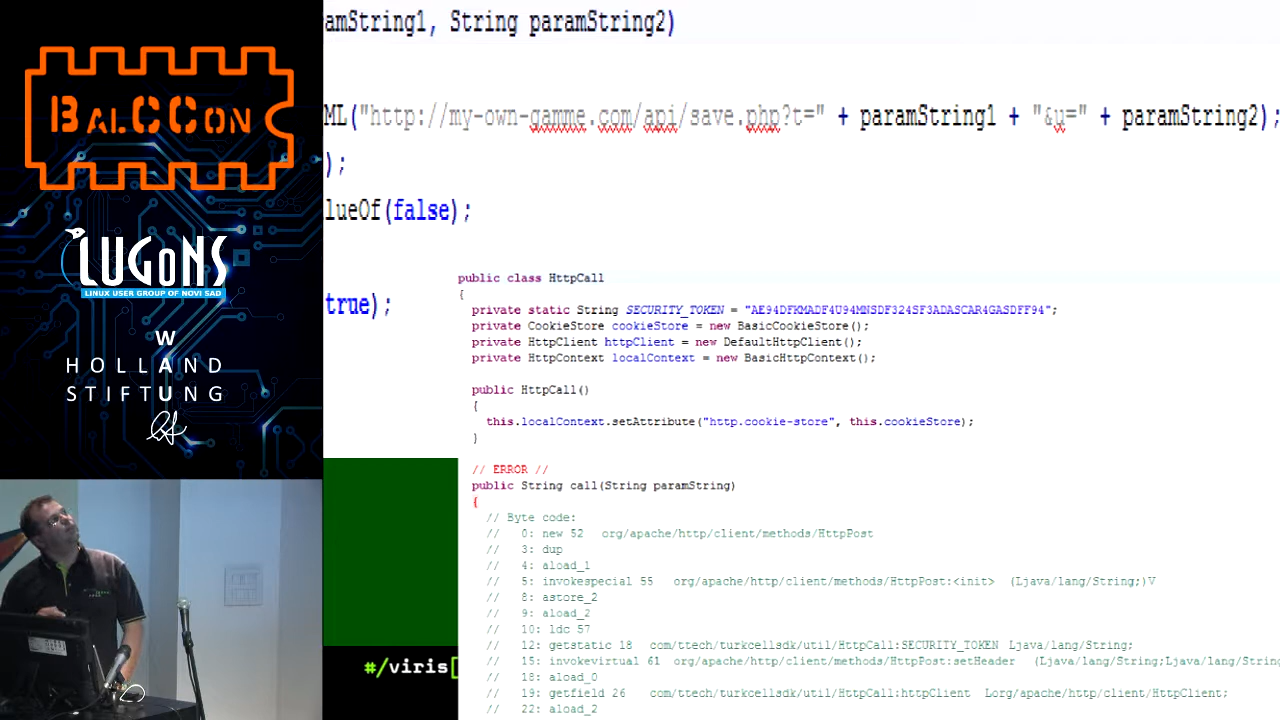 BALCCON
LUGoNS
LINUX USER GROUP OF NOVI SAD
W
HOLLAND
STIFTUNG
amString1, String paramString2)
ML("http://my-own-gamme.com/api/save.php?t=" + paramString1 + "&u=" + paramString2);
);
lueOf(false);
true);
public class HttpCall
{
private static String SECURITY_TOKEN = "AE94DFKMADF4U94MNSDF324SF3ADASCAR4GASDFF94";
private CookieStore cookieStore = new BasicCookieStore();
private HttpClient httpClient = new DefaultHttpClient();
private HttpContext localContext = new BasicHttpContext();
public HttpCall()
{
this.localContext.setAttribute("http.cookie-store", this.cookieStore);
}
// ERROR //
public String call(String paramString)
{
// Byte code:
// 0: new 52 org/apache/http/client/methods/HttpPost
// 3: dup
// 4: aload_1
// 5: invokespecial 55 org/apache/http/client/methods/HttpPost:<init> (Ljava/lang/String;)V
// 8: astore_2
// 9: aload_2
// 10: ldc 57
// 12: getstatic 18 com/ttech/turkcellsdk/util/HttpCall:SECURITY_TOKEN Ljava/lang/String;
// 15: invokevirtual 61 org/apache/http/client/methods/HttpPost:setHeader (Ljava/lang/String;Ljava/lang/String
// 18: aload_0
// 19: getfield 26 com/ttech/turkcellsdk/util/HttpCall:httpClient Lorg/apache/http/client/HttpClient;
// 22: aload_2
#/viris[